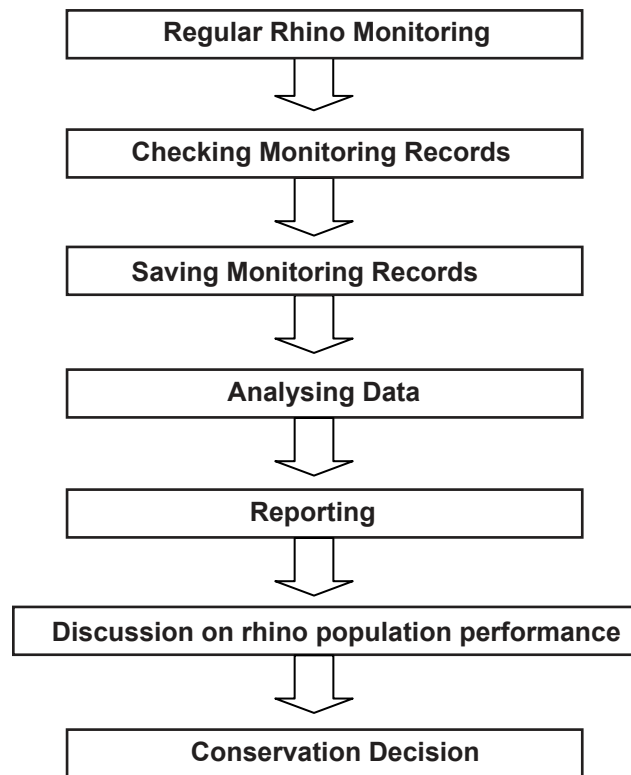 Regular Rhino Monitoring
Checking Monitoring Records
Saving Monitoring Records
Analysing Data
Reporting
Discussion on rhino population performance
Conservation Decision